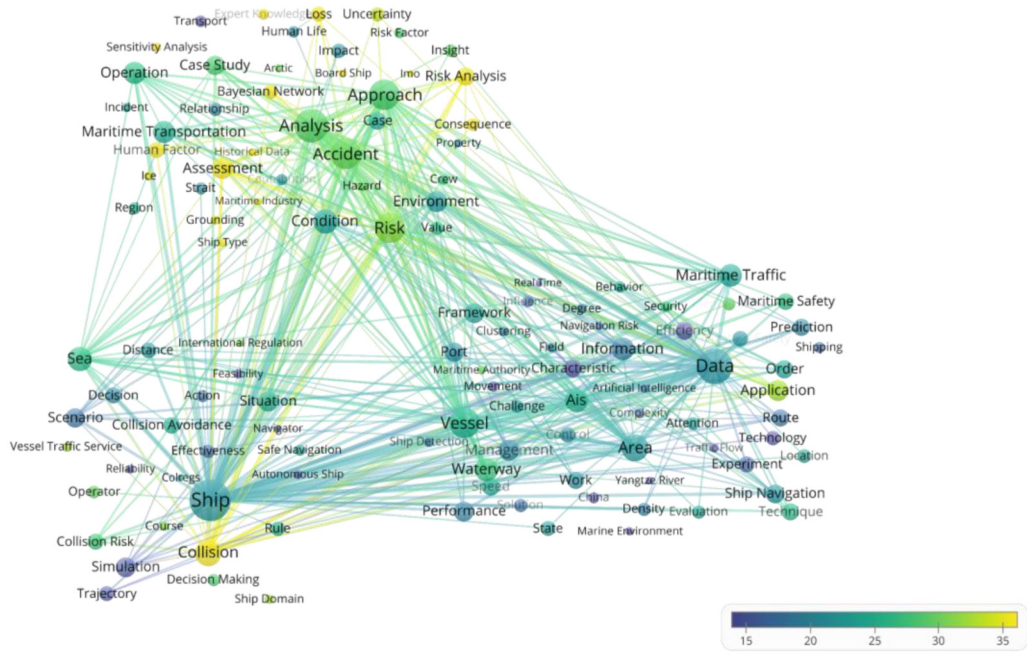 Expert Knowledge
Loss
Uncertainty
Transport
Human Life
Risk Factor
Sensitivity Analysis
Impact
Insight
Operation
Case Study
Arctic
Board Ship
Imo
Risk Analysis
Bayesian Network
Approach
Incident
Relationship
Case
Consequence
Maritime Transportation
Analysis
Property
Human Factor
Historical Data
Accident
Assessment
Ice
Contribution
Crew
Strait
Hazard
Maritime Industry
Environment
Region
Grounding
Condition
Risk
Value
Ship Type
Maritime Traffic
Real Time
Behavior
Influence
Degree
Security
Maritime Safety
Framework
Clustering
Navigation Risk
Efficiency
Prediction
Sea
Distance
International Regulation
Port
Field
Information
Shipping
Feasibility
Maritime Authority
Characteristic
Data
Order
Decision
Action
Situation
Movement
Artificial Intelligence
Application
Scenario
Collision Avoidance
Navigator
Vessel
Challenge
Ais
Complexity
Attention
Route
Vessel Traffic Service
Effectiveness
Safe Navigation
Ship Detection
Management
Control
Area
Traffic Flow
Technology
Location
Reliability
Colregs
Autonomous Ship
Waterway
Work
Yangtze River
Experiment
Operator
Ship
Speed
China
Ship Navigation
Course
Performance
Solution
Density
Evaluation
Technique
Collision Risk
Rule
State
Marine Environment
Simulation
Collision
Decision Making
Trajectory
Ship Domain
15 20 25 30 35